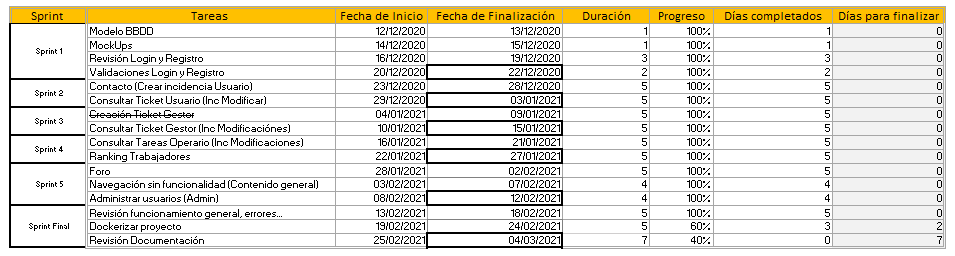 Sprint Tareas Fecha de Inicio Fecha de Finalización Duración Progreso Días completados Días para finalizar
Sprint 1 Modelo BBDD 12/12/2020 13/12/2020 1 100% 1 0
MockUps 14/12/2020 15/12/2020 1 100% 1 0
Revisión Login y Registro 16/12/2020 19/12/2020 3 100% 3 0
Validaciones Login y Registro 20/12/2020 22/12/2020 2 100% 2 0
Sprint 2 Contacto (Crear incidencia Usuario) 23/12/2020 28/12/2020 5 100% 5 0
Consultar Ticket Usuario (Inc Modificar) 29/12/2020 03/01/2021 5 100% 5 0
Sprint 3 Creación Ticket Gestor 04/01/2021 09/01/2021 5 100% 5 0
Consultar Ticket Gestor (Inc Modificaciónes) 10/01/2021 15/01/2021 5 100% 5 0
Sprint 4 Consultar Tareas Operario (Inc Modificaciones) 16/01/2021 21/01/2021 5 100% 5 0
Ranking Trabajadores 22/01/2021 27/01/2021 5 100% 5 0
Sprint 5 Foro 28/01/2021 02/02/2021 5 100% 5 0
Navegación sin funcionalidad (Contenido general) 03/02/2021 07/02/2021 4 100% 4 0
Administrar usuarios (Admin) 08/02/2021 12/02/2021 4 100% 4 0
Sprint Final Revisión funcionamiento general, errores... 13/02/2021 18/02/2021 5 100% 5 0
Dockerizar proyecto 19/02/2021 24/02/2021 5 60% 3 2
Revisión Documentación 25/02/2021 04/03/2021 7 40% 0 7